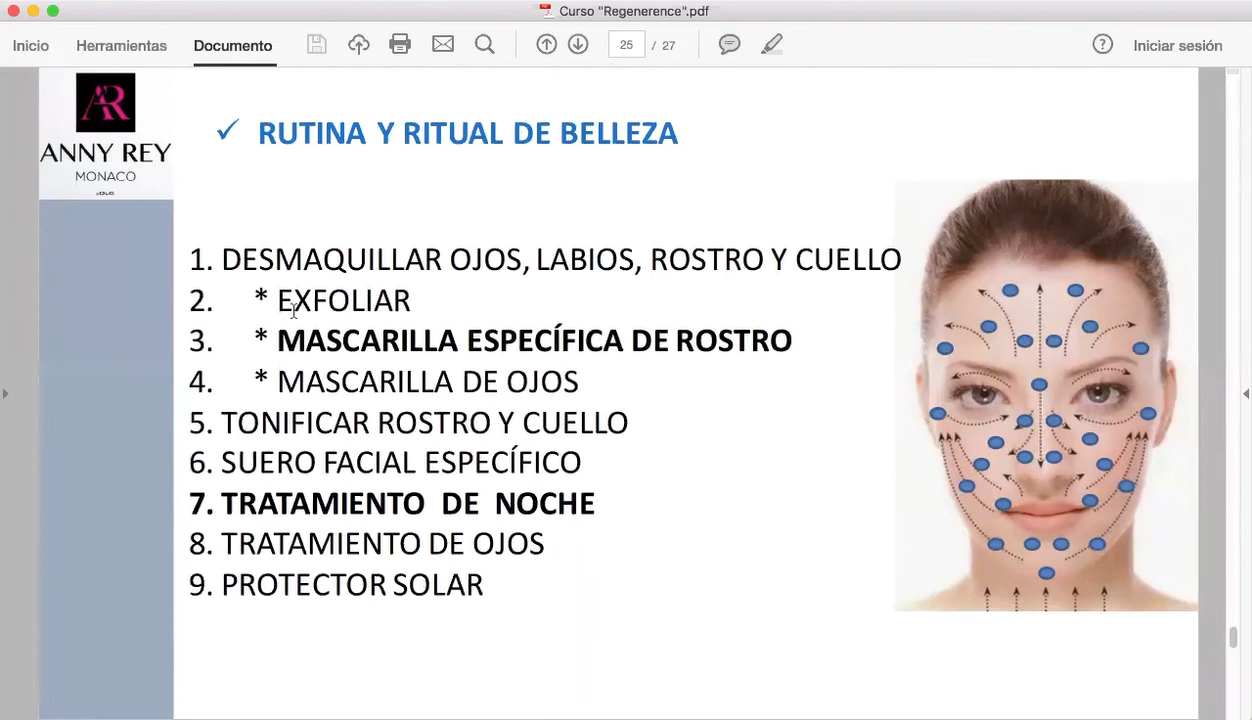 Curso "Regenerence".pdf
Inicio Herramientas Documento 25 / 27 ? Iniciar sesión
AR
ANNY REY
MONACO
✓ RUTINA Y RITUAL DE BELLEZA
1. DESMAQUILLAR OJOS, LABIOS, ROSTRO Y CUELLO
2. * EXFOLIAR
3. * MASCARILLA ESPECÍFICA DE ROSTRO
4. * MASCARILLA DE OJOS
5. TONIFICAR ROSTRO Y CUELLO
6. SUERO FACIAL ESPECÍFICO
7. TRATAMIENTO DE NOCHE
8. TRATAMIENTO DE OJOS
9. PROTECTOR SOLAR